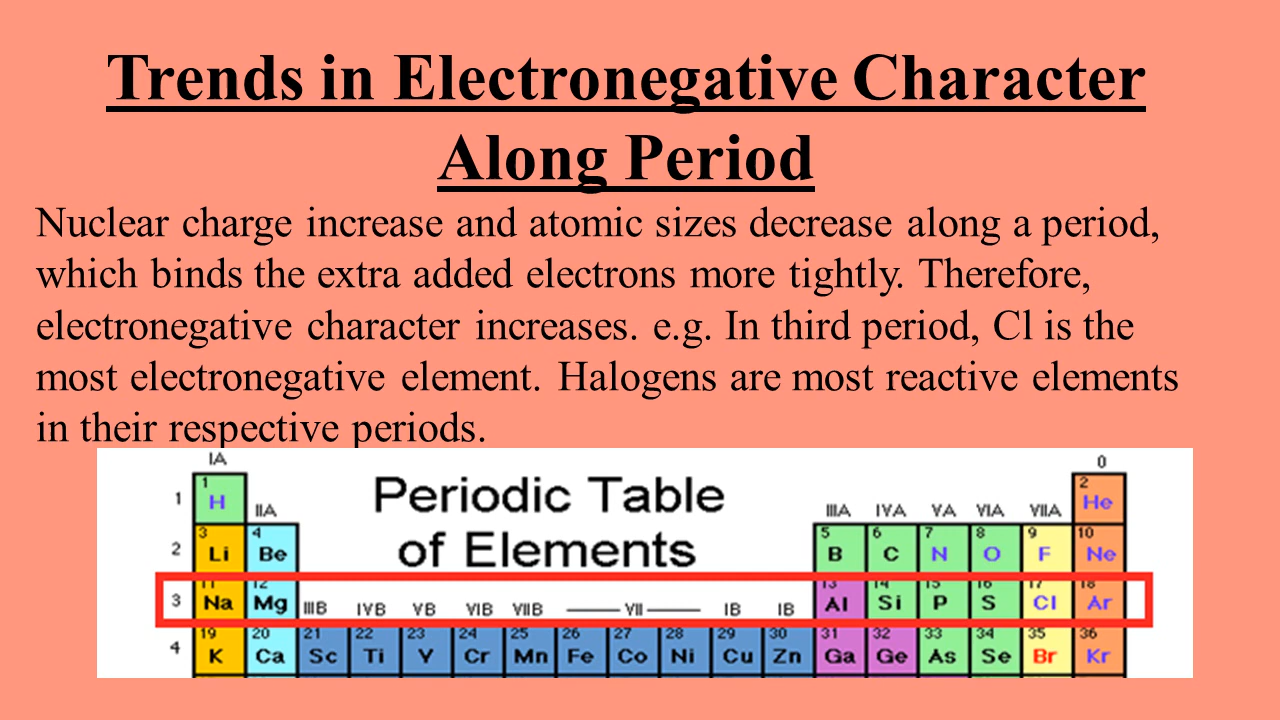 Trends in Electronegative Character
Along Period
Nuclear charge increase and atomic sizes decrease along a period,
which binds the extra added electrons more tightly. Therefore,
electronegative character increases. e.g. In third period, Cl is the
most electronegative element. Halogens are most reactive elements
in their respective periods.
IA 0
1 1 H Periodic Table 2 He
IIA IIIA IVA VA VIA VIIA
2 3 Li 4 Be of Elements 5 B 6 C 7 N 8 O 9 F 10 Ne
3 11 Na 12 Mg IIIB IVB VB VIB VIIB VII IB IB 13 Al 14 Si 15 P 16 S 17 Cl 18 Ar
4 19 K 20 Ca 21 Sc 22 Ti 23 V 24 Cr 25 Mn 26 Fe 27 Co 28 Ni 29 Cu 30 Zn 31 Ga 32 Ge 33 As 34 Se 35 Br 36 Kr